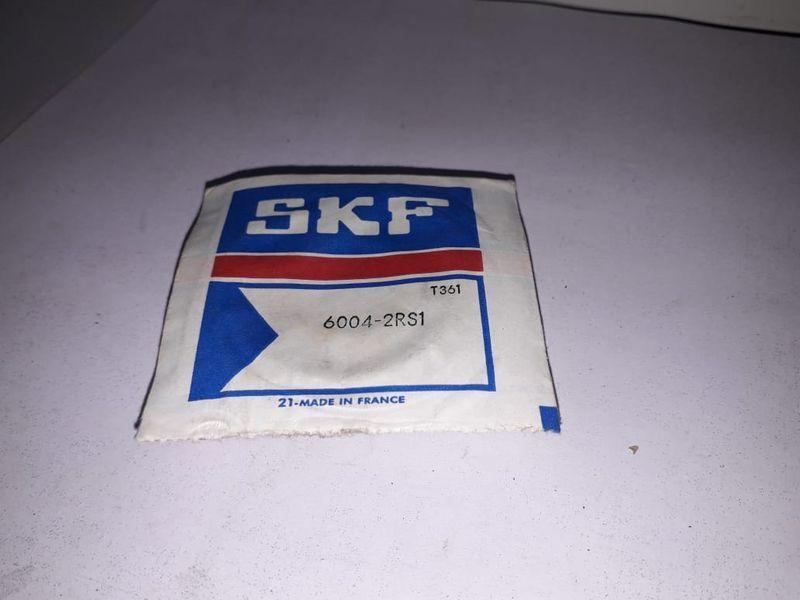 SKF
T361
6004-2RS1
21-MADE IN FRANCE